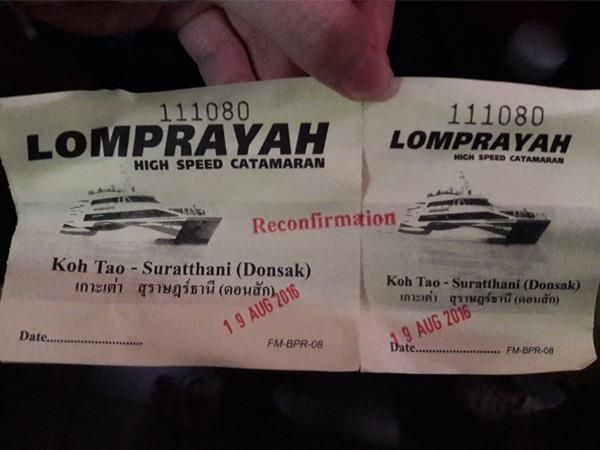 111080
LOMPRAYAH
HIGH SPEED CATAMARAN
Reconfirmation
Koh Tao - Suratthani (Donsak)
เกาะเต่า สุราษฎร์ธานี (ดอนสัก)
19 AUG 2016
Date............................
FM-BPR-08
111080
LOMPRAYAH
HIGH SPEED CATAMARAN
Koh Tao - Suratthani (Donsak)
เกาะเต่า สุราษฎร์ธานี (ดอนสัก)
19 AUG 2016
Date.........................
FM-BPR-08